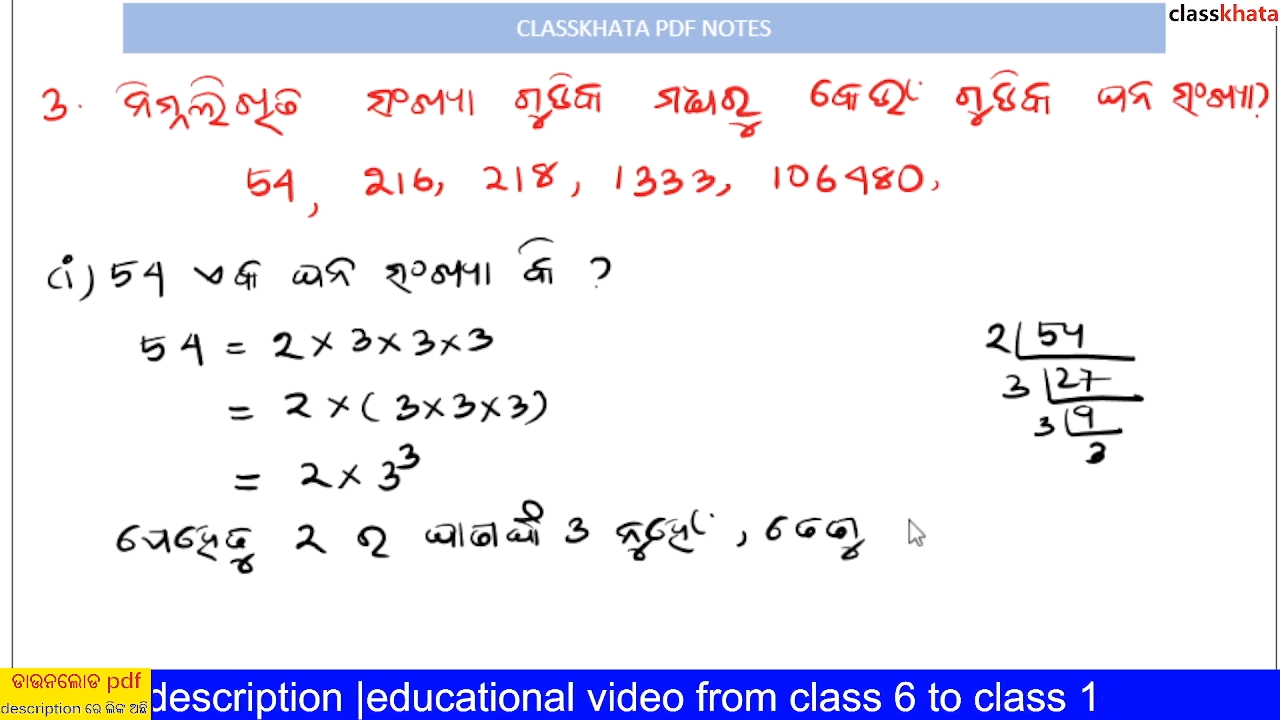 CLASSKHATA PDF NOTES
classkhata
3. ନିମ୍ନଲିଖିତ ସଂଖ୍ୟା ଗୁଡିକ ମଧ୍ୟରୁ କେଉଁ ଗୁଡିକ ଘନ ସଂଖ୍ୟା?
54, 216, 218, 1333, 106480,
(i) 54 ଏକ ଘନ ସଂଖ୍ୟା କି ?
54 = 2 × 3 × 3 × 3
= 2 × ( 3 × 3 × 3)
= 2 × 3³
2 54
3 27
3 9
3
ଯେହେତୁ 2 ର ଘାତାଙ୍କ 3 ନୁହେଁ , ତେଣୁ
ଡାଉନଲୋଡ pdf
description ରେ ଲିଙ୍କ ଅଛି
description |educational video from class 6 to class 1